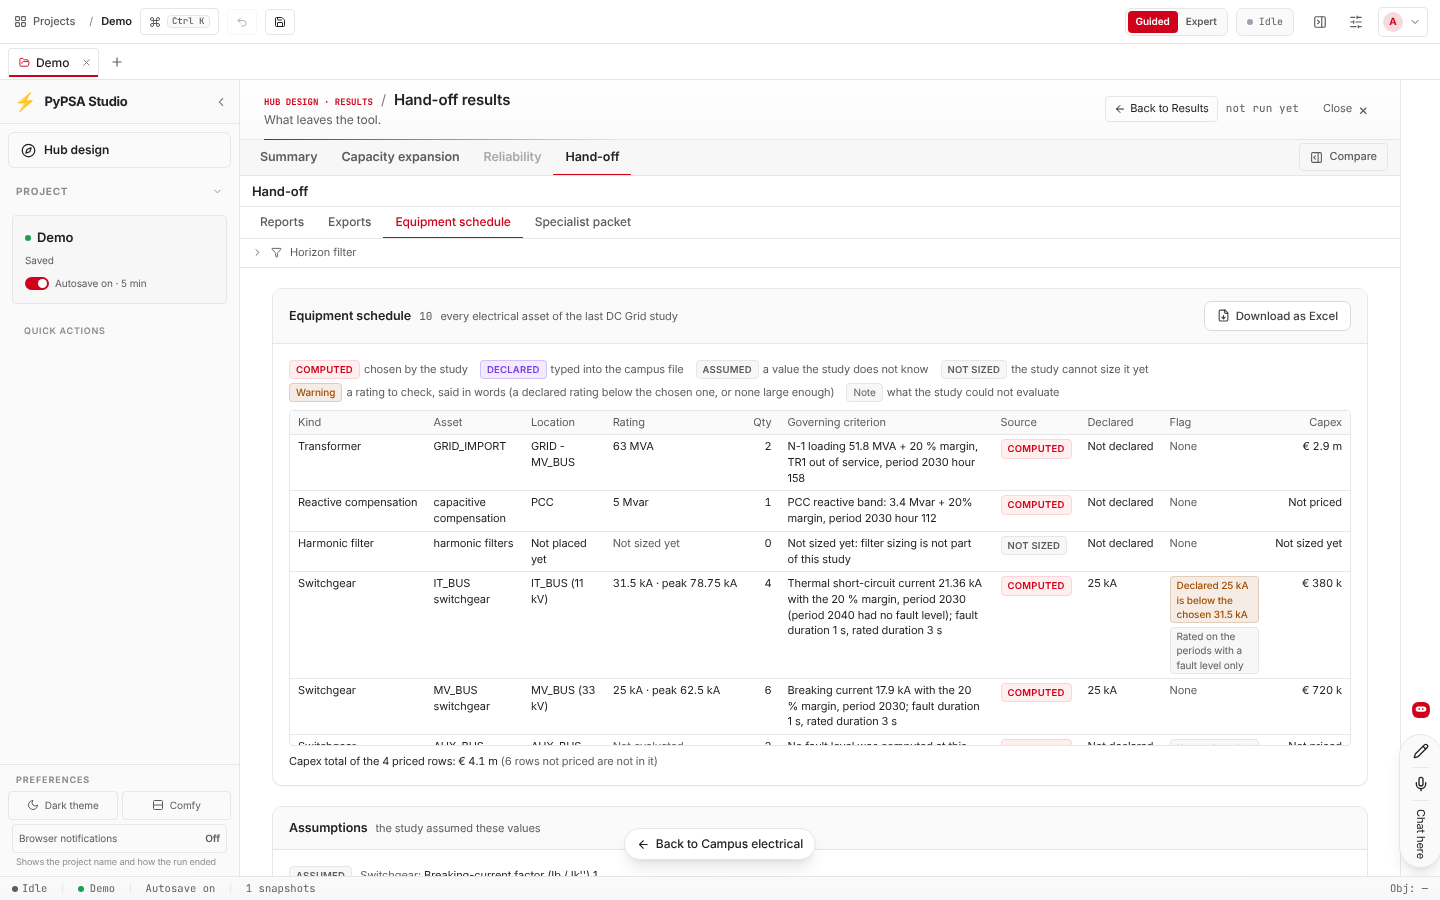 Projects / Demo ⌘ Ctrl K
Guided Expert Idle A
Demo
PyPSA Studio
Hub design
PROJECT
Demo
Saved
Autosave on · 5 min
QUICK ACTIONS
HUB DESIGN · RESULTS / Hand-off results
What leaves the tool.
← Back to Results not run yet Close ×
Summary Capacity expansion Reliability Hand-off
Compare
Hand-off
Reports Exports Equipment schedule Specialist packet
Horizon filter
Equipment schedule 10 every electrical asset of the last DC Grid study
Download as Excel
COMPUTED chosen by the study DECLARED typed into the campus file ASSUMED a value the study does not know NOT SIZED the study cannot size it yet
Warning a rating to check, said in words (a declared rating below the chosen one, or none large enough) Note what the study could not evaluate
Kind Asset Location Rating Qty Governing criterion Source Declared Flag Capex
Transformer GRID_IMPORT GRID - 63 MVA 2 N-1 loading 51.8 MVA + 20 % margin, COMPUTED Not declared None € 2.9 m
MV_BUS TR1 out of service, period 2030 hour
158
Reactive compensation capacitive PCC 5 Mvar 1 PCC reactive band: 3.4 Mvar + 20% COMPUTED Not declared None Not priced
compensation margin, period 2030 hour 112
Harmonic filter harmonic filters Not placed Not sized yet 0 Not sized yet: filter sizing is not part NOT SIZED Not declared None Not sized yet
yet of this study
Switchgear IT_BUS IT_BUS (11 31.5 kA · peak 78.75 kA 4 Thermal short-circuit current 21.36 kA COMPUTED 25 kA Declared 25 kA € 380 k
switchgear kV) with the 20 % margin, period 2030 is below the
(period 2040 had no fault level); fault chosen 31.5 kA
duration 1 s, rated duration 3 s Rated on the
periods with a
fault level only
Switchgear MV_BUS MV_BUS (33 25 kA · peak 62.5 kA 6 Breaking current 17.9 kA with the 20 COMPUTED 25 kA None € 720 k
switchgear kV) % margin, period 2030; fault duration
1 s, rated duration 3 s
Capex total of the 4 priced rows: € 4.1 m (6 rows not priced are not in it)
Assumptions the study assumed these values
← Back to Campus electrical
ASSUMED Switchgear: Breaking-current factor (Ib / Ik'') 1
Chat here
PREFERENCES
Dark theme Comfy
Browser notifications Off
Shows the project name and how the run ended
Idle Demo Autosave on 1 snapshots Obj: —